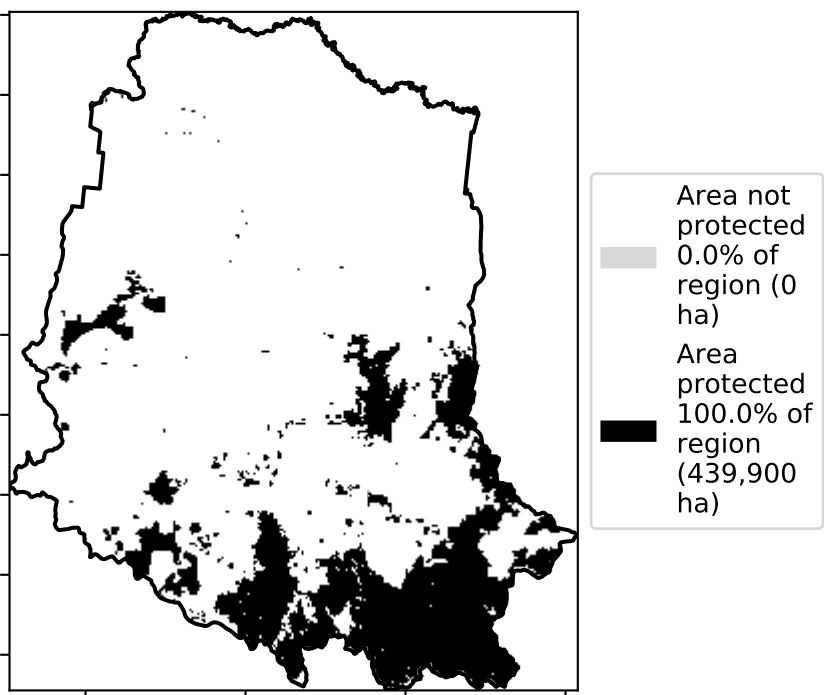 Area not
protected
0.0% of
region (0
ha)
Area
protected
100.0% of
region
(439,900
ha)